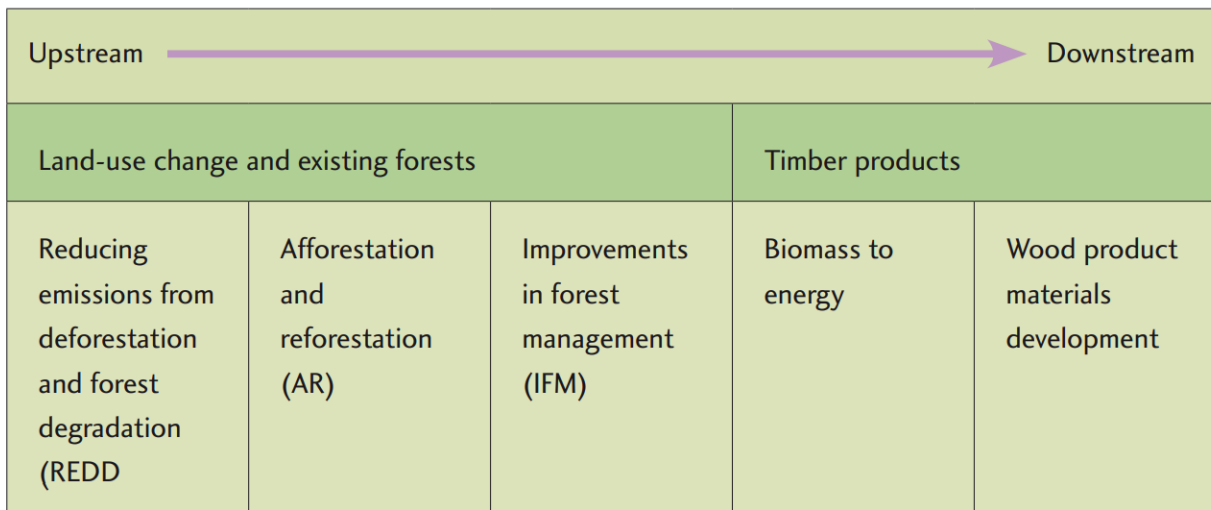 Upstream
Downstream
Land-use change and existing forests
Timber products
Reducing
emissions from
deforestation
and forest
degradation
(REDD
Afforestation
and
reforestation
(AR)
Improvements
in forest
management
(IFM)
Biomass to
energy
Wood product
materials
development